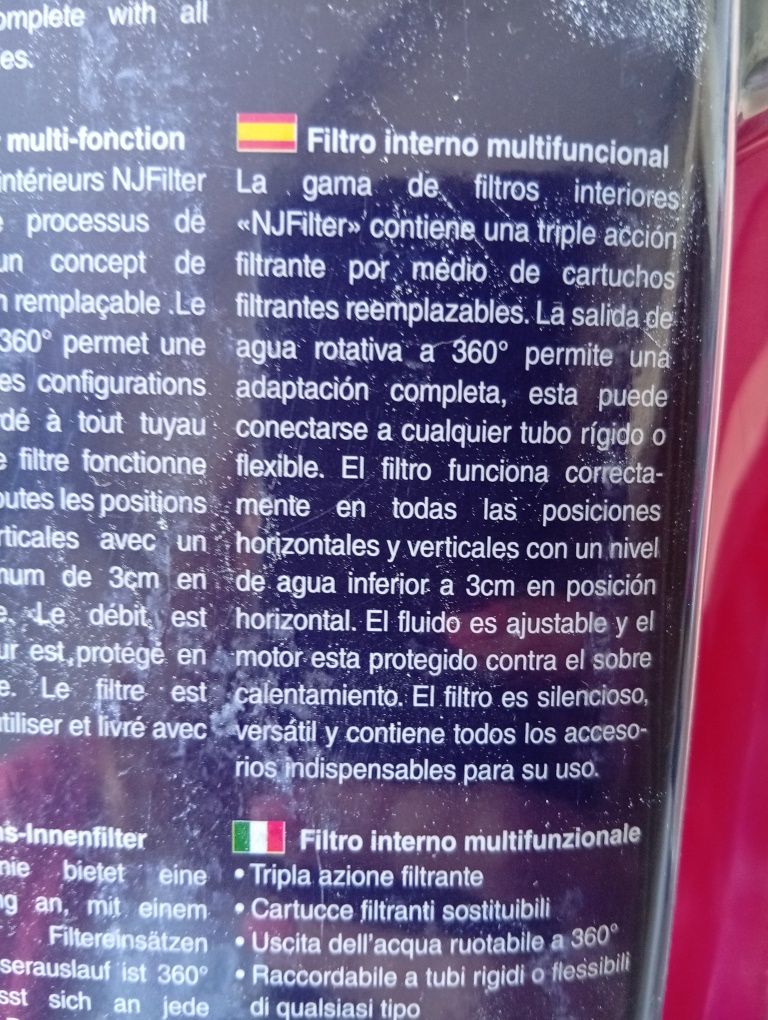 omplete with all
es.
multi-fonction
intérieurs NJFilter
processus de
un concept de
remplaçable .Le
360° permet une
es configurations
dé à tout tuyau
e filtre fonctionne
outes les positions
rticales avec un
num de 3cm en
e. Le débit est
ur est protégé en
e. Le filtre est
utiliser et livré avec
Filtro interno multifuncional
La gama de filtros interiores
«NJFilter» contiene una triple acción
filtrante por medio de cartuchos
filtrantes reemplazables. La salida de
agua rotativa a 360° permite una
adaptación completa, esta puede
conectarse a cualquier tubo rígido o
flexible. El filtro funciona correcta-
mente en todas las posiciones
horizontales y verticales con un nivel
de agua inferior a 3cm en posición
horizontal. El fluido es ajustable y el
motor esta protegido contra el sobre
calentamiento. El filtro es silencioso,
versátil y contiene todos los acceso-
rios indispensables para su uso.
s-Innenfilter
nie bietet eine
g an, mit einem
Filtereinsätzen
serauslauf ist 360°
sst sich an jede
Filtro interno multifunzionale
• Tripla azione filtrante
• Cartucce filtranti sostituibili
• Uscita dell'acqua ruotabile a 360°
• Raccordabile a tubi rigidi o flessibili
di qualsiasi tipo